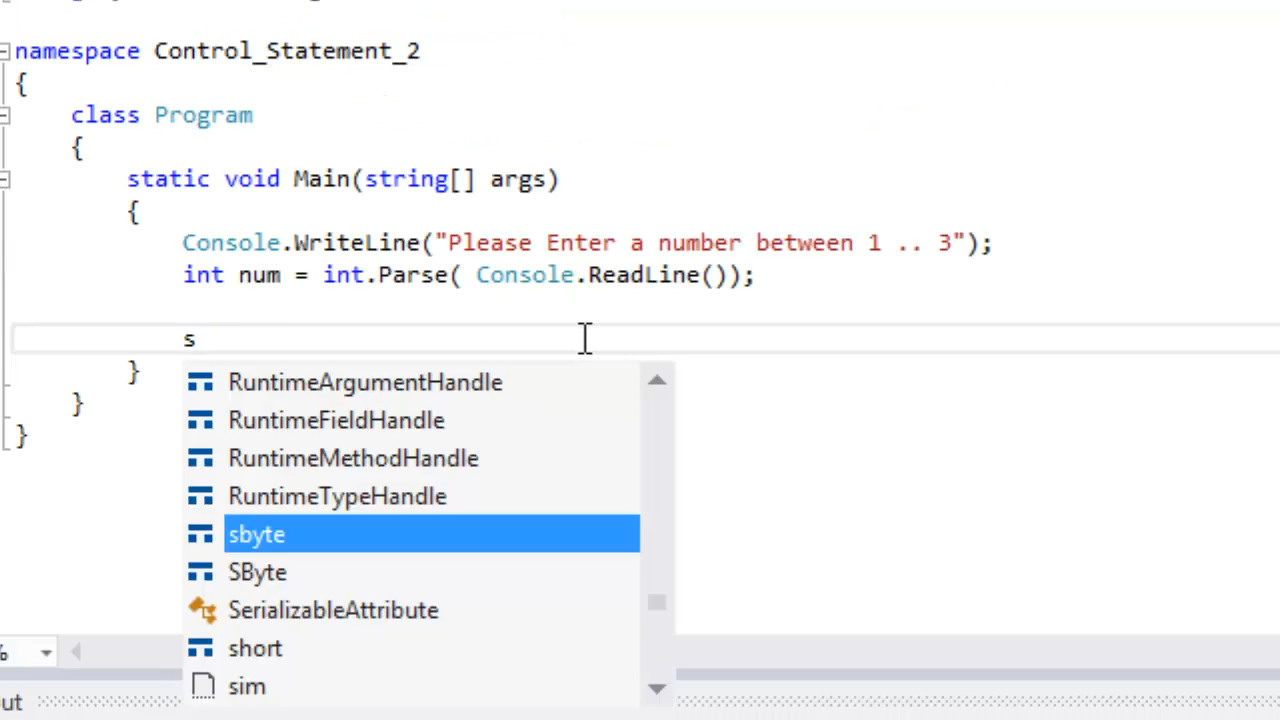 namespace Control_Statement_2
{
class Program
{
static void Main(string[] args)
{
Console.WriteLine("Please Enter a number between 1 .. 3");
int num = int.Parse( Console.ReadLine());
s
}
}
}
RuntimeArgumentHandle
RuntimeFieldHandle
RuntimeMethodHandle
RuntimeTypeHandle
sbyte
SByte
SerializableAttribute
short
sim
%